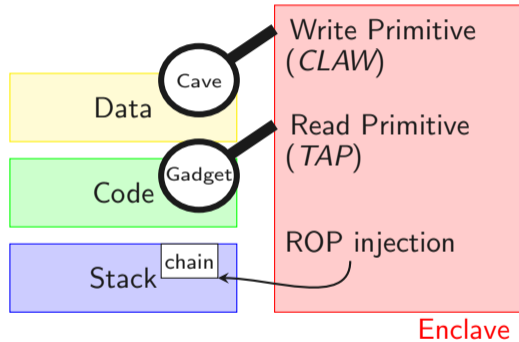 Write Primitive
(CLAW)
Cave
Data
Read Primitive
(TAP)
Gadget
Code
ROP injection
chain
Stack
Enclave